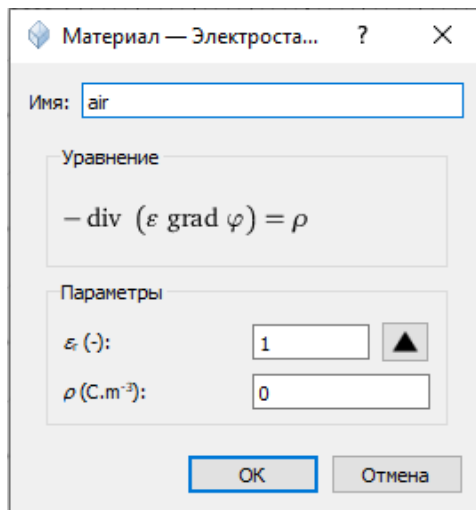 Материал — Электроста... ? ×
Имя: air
Уравнение
− div (ε grad φ) = ρ
Параметры
εᵣ (-): 1 ▲
ρ (C.m⁻³): 0
OK Отмена